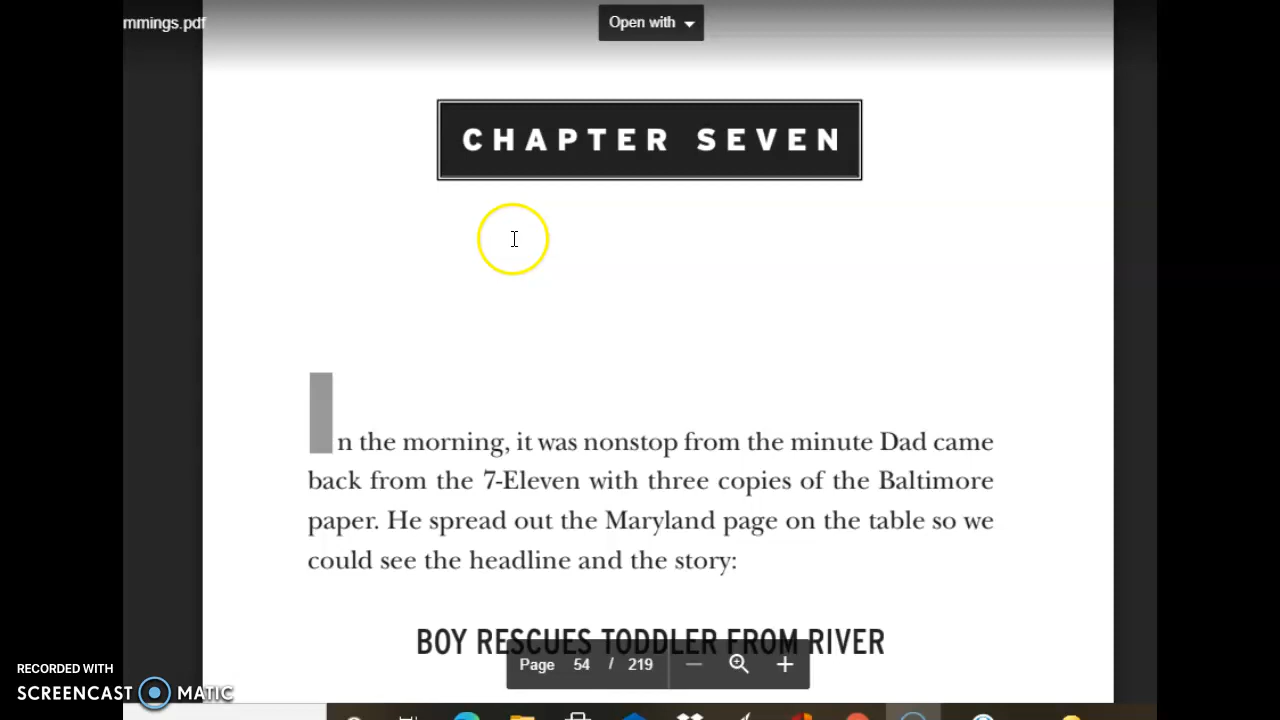 mmings.pdf
Open with
CHAPTER SEVEN
In the morning, it was nonstop from the minute Dad came
back from the 7-Eleven with three copies of the Baltimore
paper. He spread out the Maryland page on the table so we
could see the headline and the story:
BOY RESCUES TODDLER FROM RIVER
Page 54 / 219
RECORDED WITH
SCREENCAST MATIC